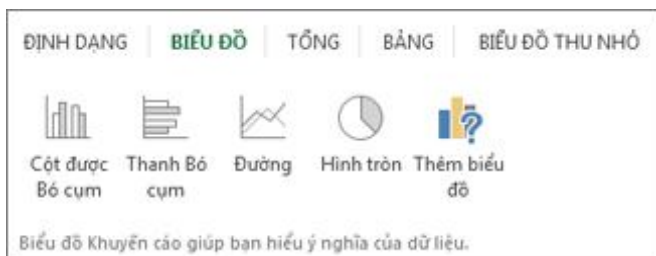 ĐỊNH DẠNG BIỂU ĐỒ TỔNG BẢNG BIỂU ĐỒ THU NHỎ
Cột được Thanh Bó Đường Hình tròn Thêm biểu
Bó cụm cụm đồ
Biểu đồ Khuyến cáo giúp bạn hiểu ý nghĩa của dữ liệu.